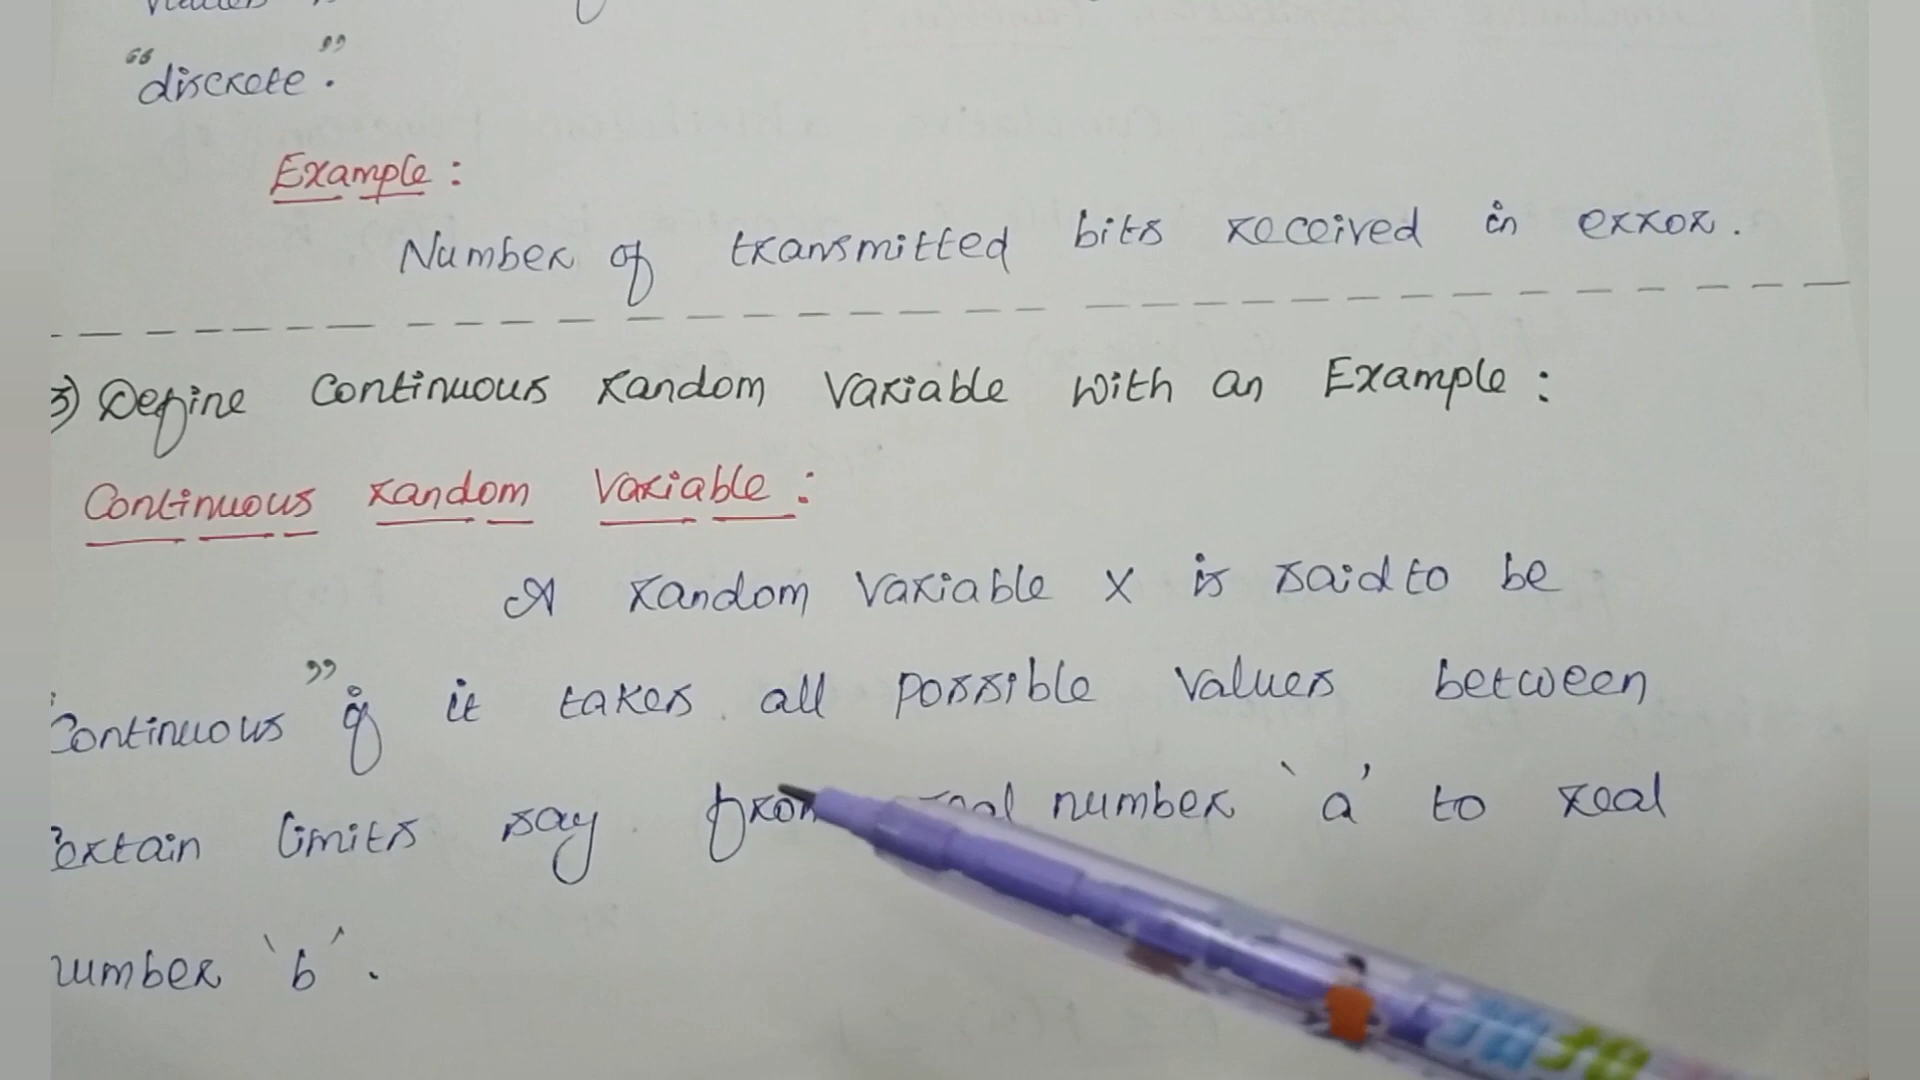 “discrete”.
Example:
Number of transmitted bits received in error.
3) Define Continuous random Variable with an Example:
Continuous random Variable:
A random Variable X is said to be
Continuous” if it takes all possible values between
certain limits say from real number ‘a’ to real
number ‘b’.